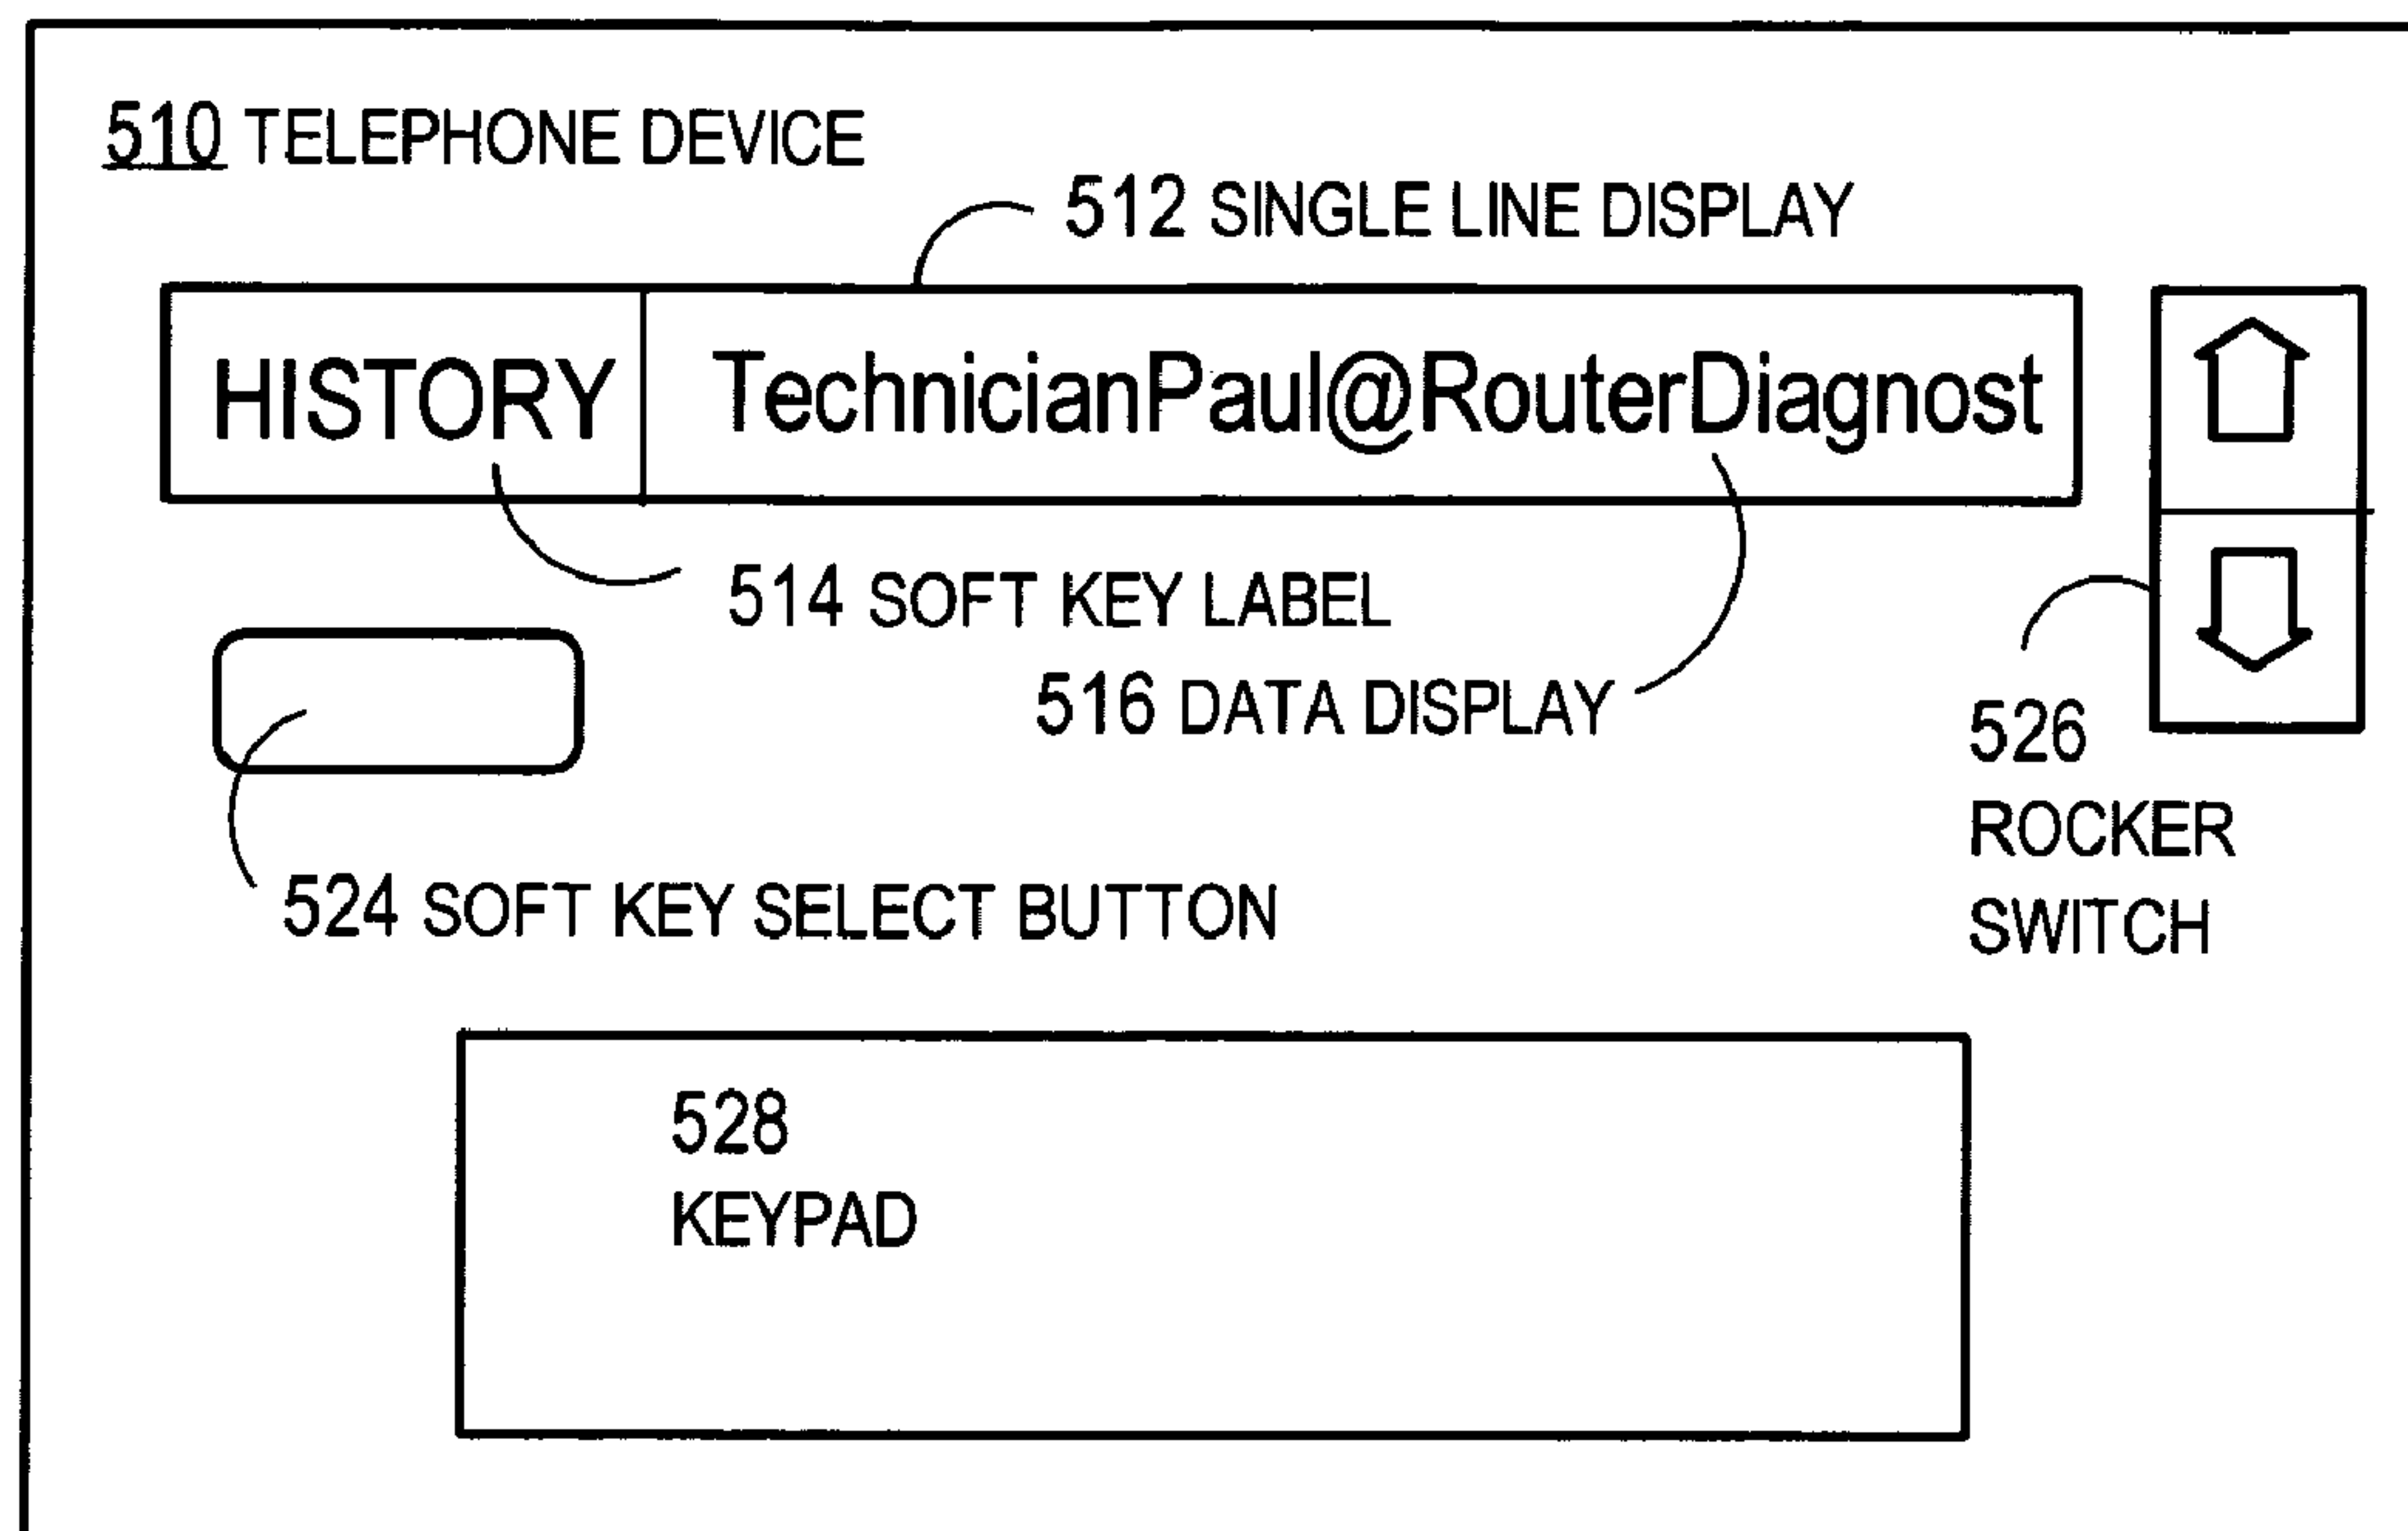 510 TELEPHONE DEVICE
512 SINGLE LINE DISPLAY
HISTORY TechnicianPaul@RouterDiagnost
514 SOFT KEY LABEL
516 DATA DISPLAY
526
ROCKER
SWITCH
524 SOFT KEY SELECT BUTTON
528
KEYPAD